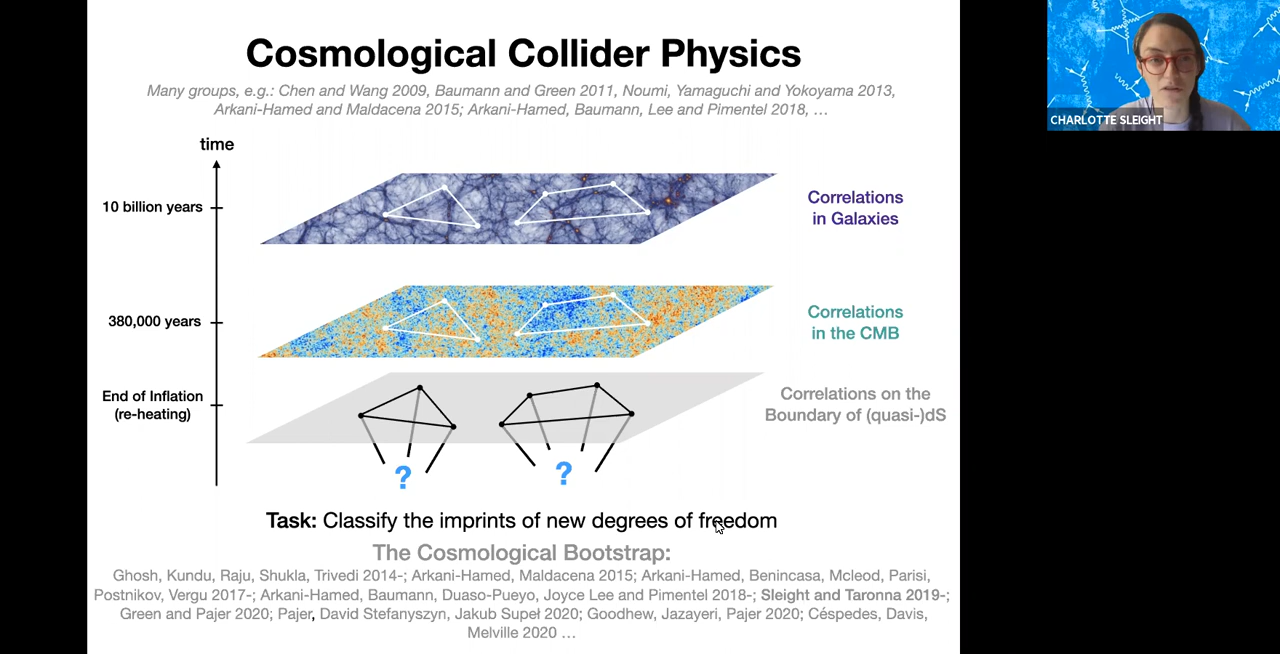 Cosmological Collider Physics
Many groups, e.g.: Chen and Wang 2009, Baumann and Green 2011, Noumi, Yamaguchi and Yokoyama 2013,
Arkani-Hamed and Maldacena 2015; Arkani-Hamed, Baumann, Lee and Pimentel 2018, …
time
10 billion years
Correlations
in Galaxies
380,000 years
Correlations
in the CMB
End of Inflation
(re-heating)
Correlations on the
Boundary of (quasi-)dS
? ?
Task: Classify the imprints of new degrees of freedom
The Cosmological Bootstrap:
Ghosh, Kundu, Raju, Shukla, Trivedi 2014-; Arkani-Hamed, Maldacena 2015; Arkani-Hamed, Benincasa, Mcleod, Parisi,
Postnikov, Vergu 2017-; Arkani-Hamed, Baumann, Duaso-Pueyo, Joyce Lee and Pimentel 2018-; Sleight and Taronna 2019-;
Green and Pajer 2020; Pajer, David Stefanyszyn, Jakub Supeł 2020; Goodhew, Jazayeri, Pajer 2020; Céspedes, Davis,
Melville 2020 …
CHARLOTTE SLEIGHT